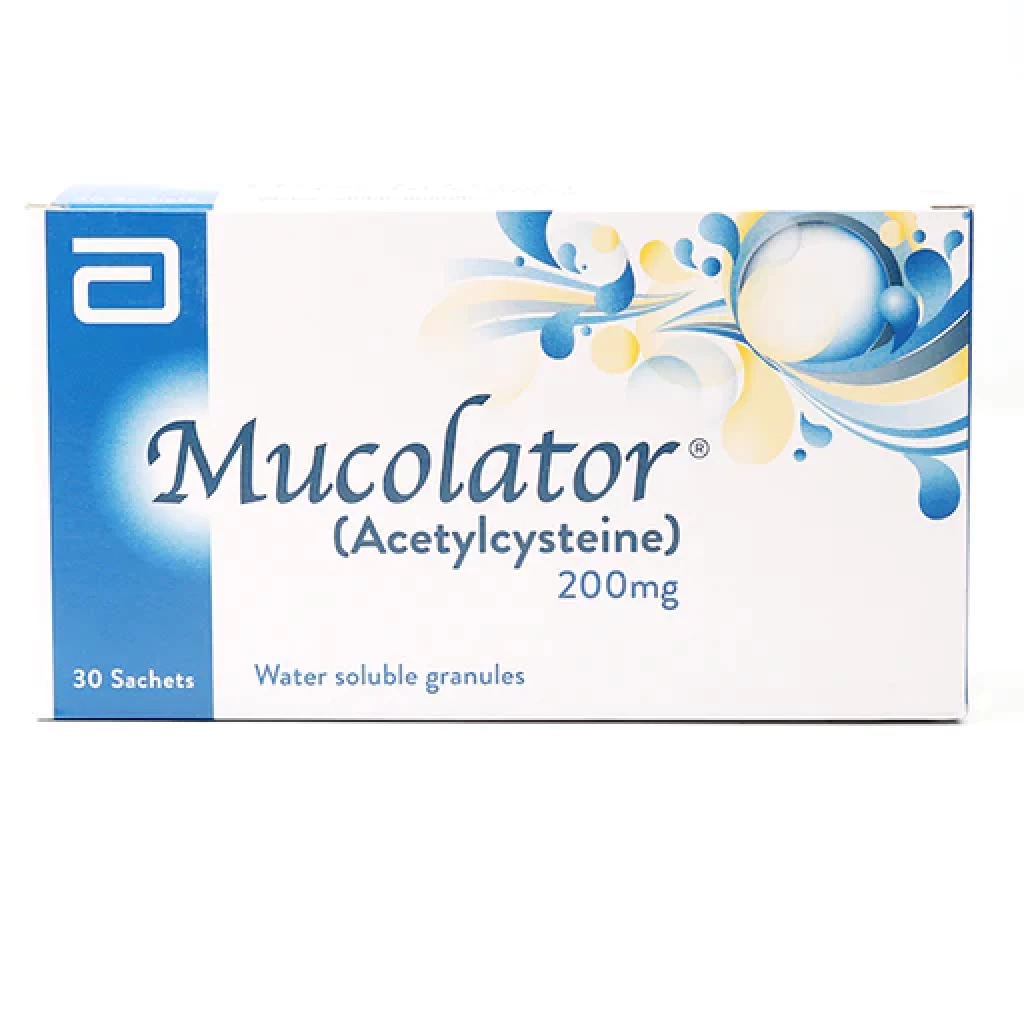 Mucolator®
(Acetylcysteine)
200mg
30 Sachets
Water soluble granules